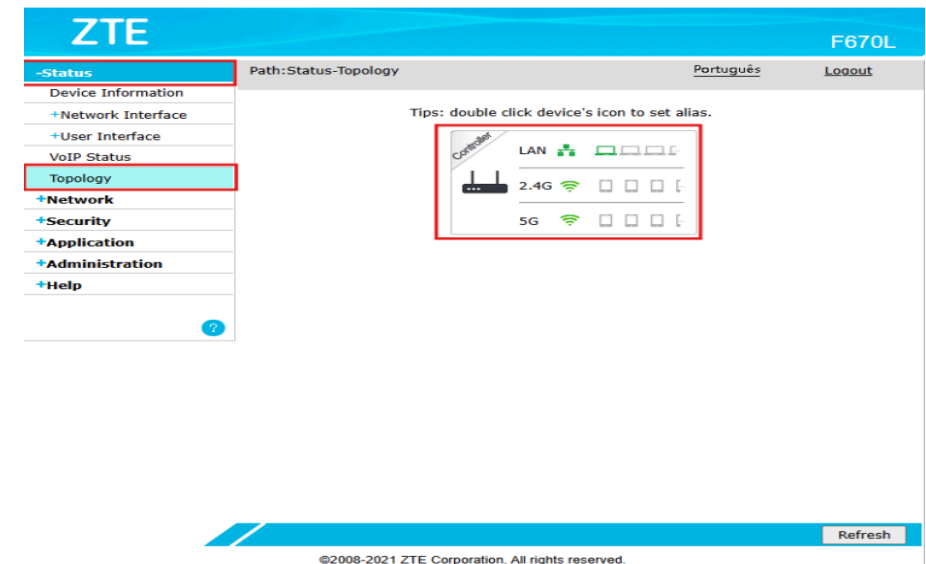 ZTE
F670L
-Status
Path:Status-Topology
Português
Logout
Device Information
+Network Interface
+User Interface
VoIP Status
Topology
+Network
+Security
+Application
+Administration
+Help
?
Tips: double click device's icon to set alias.
Controller
LAN
2.4G
5G
Refresh
©2008-2021 ZTE Corporation. All rights reserved.